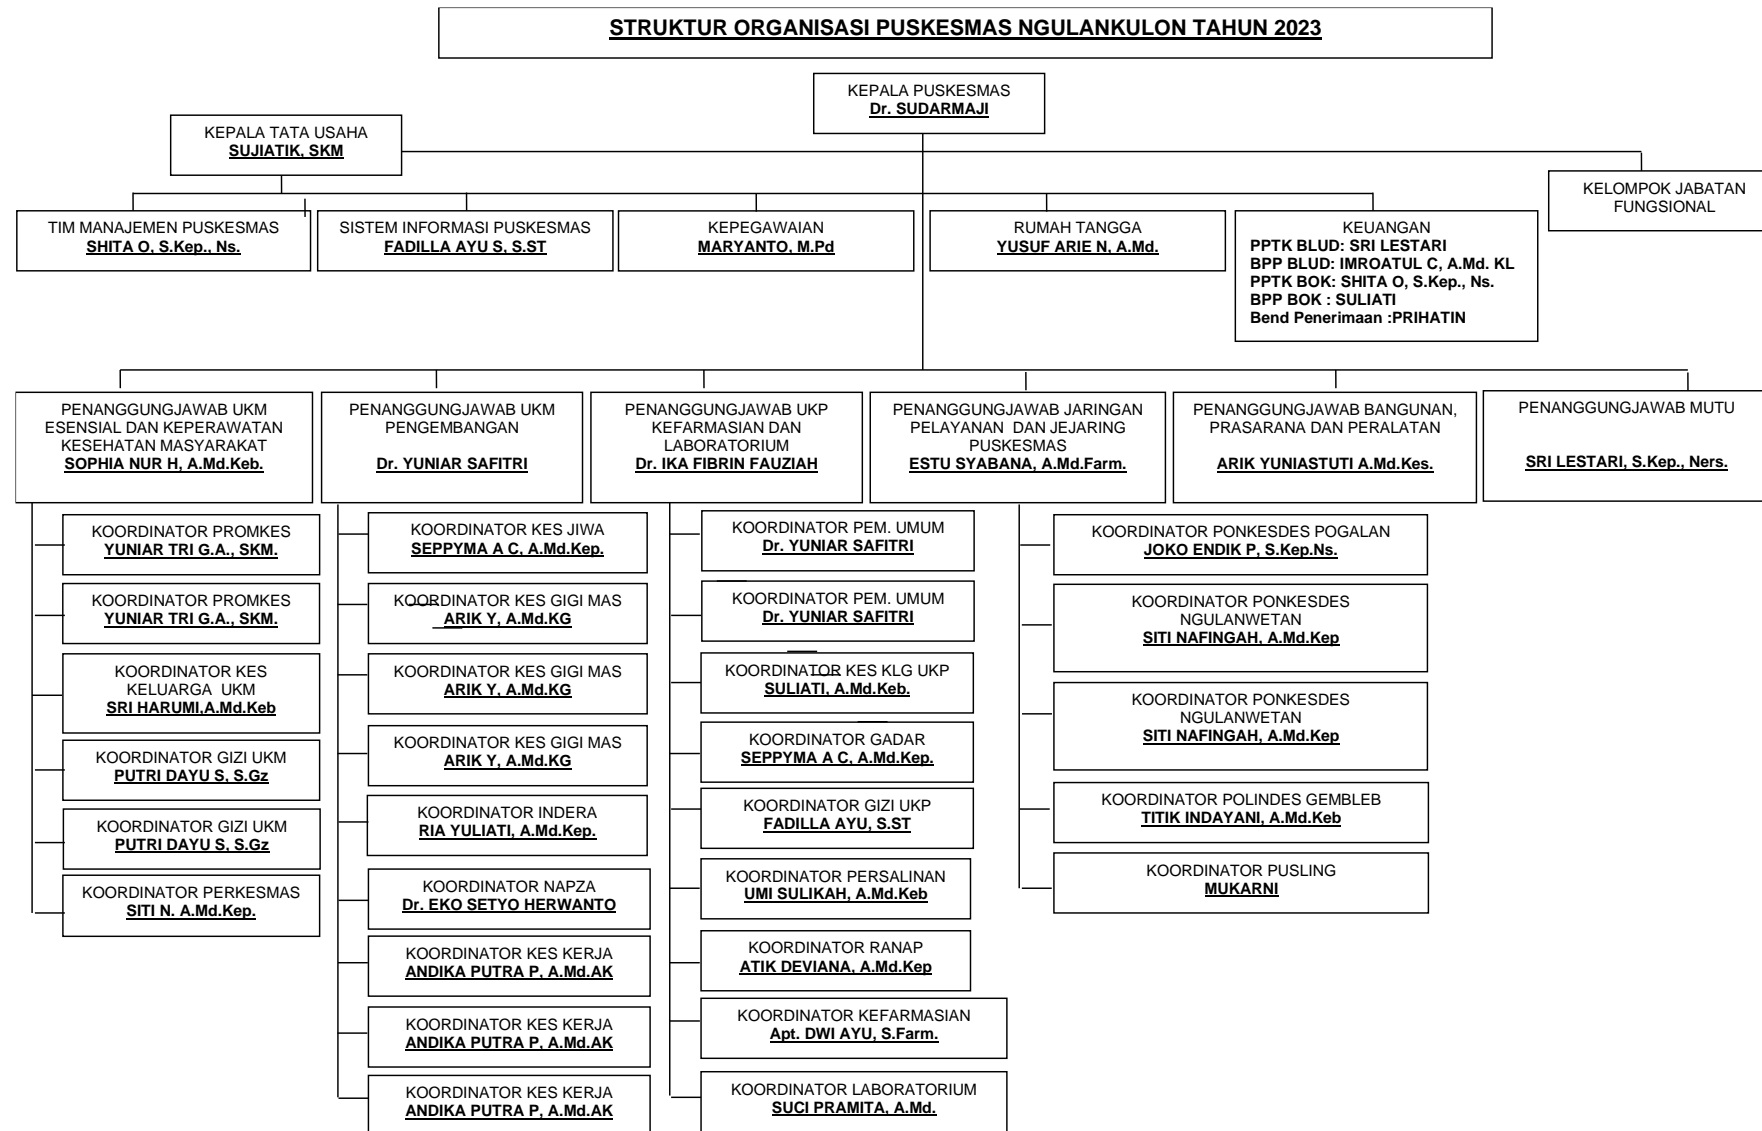 STRUKTUR ORGANISASI PUSKESMAS NGULANKULON TAHUN 2023
KEPALA PUSKESMAS
Dr. SUDARMAJI
KEPALA TATA USAHA
SUJIATIK, SKM
KELOMPOK JABATAN
FUNGSIONAL
TIM MANAJEMEN PUSKESMAS
SHITA O, S.Kep., Ns.
SISTEM INFORMASI PUSKESMAS
FADILLA AYU S, S.ST
KEPEGAWAIAN
MARYANTO, M.Pd
RUMAH TANGGA
YUSUF ARIE N, A.Md.
KEUANGAN
PPTK BLUD: SRI LESTARI
BPP BLUD: IMROATUL C, A.Md. KL
PPTK BOK: SHITA O, S.Kep., Ns.
BPP BOK : SULIATI
Bend Penerimaan :PRIHATIN
PENANGGUNGJAWAB UKM
ESENSIAL DAN KEPERAWATAN
KESEHATAN MASYARAKAT
SOPHIA NUR H, A.Md.Keb.
PENANGGUNGJAWAB UKM
PENGEMBANGAN
Dr. YUNIAR SAFITRI
PENANGGUNGJAWAB UKP
KEFARMASIAN DAN
LABORATORIUM
Dr. IKA FIBRIN FAUZIAH
PENANGGUNGJAWAB JARINGAN
PELAYANAN DAN JEJARING
PUSKESMAS
ESTU SYABANA, A.Md.Farm.
PENANGGUNGJAWAB BANGUNAN,
PRASARANA DAN PERALATAN
ARIK YUNIASTUTI A.Md.Kes.
PENANGGUNGJAWAB MUTU
SRI LESTARI, S.Kep., Ners.
KOORDINATOR PROMKES
YUNIAR TRI G.A., SKM.
KOORDINATOR PROMKES
YUNIAR TRI G.A., SKM.
KOORDINATOR KES
KELUARGA UKM
SRI HARUMI,A.Md.Keb
KOORDINATOR GIZI UKM
PUTRI DAYU S, S.Gz
KOORDINATOR GIZI UKM
PUTRI DAYU S, S.Gz
KOORDINATOR PERKESMAS
SITI N. A.Md.Kep.
KOORDINATOR KES JIWA
SEPPYMA A C, A.Md.Kep.
KOORDINATOR KES GIGI MAS
ARIK Y, A.Md.KG
KOORDINATOR KES GIGI MAS
ARIK Y, A.Md.KG
KOORDINATOR KES GIGI MAS
ARIK Y, A.Md.KG
KOORDINATOR INDERA
RIA YULIATI, A.Md.Kep.
KOORDINATOR NAPZA
Dr. EKO SETYO HERWANTO
KOORDINATOR KES KERJA
ANDIKA PUTRA P, A.Md.AK
KOORDINATOR KES KERJA
ANDIKA PUTRA P, A.Md.AK
KOORDINATOR KES KERJA
ANDIKA PUTRA P, A.Md.AK
KOORDINATOR PEM. UMUM
Dr. YUNIAR SAFITRI
KOORDINATOR PEM. UMUM
Dr. YUNIAR SAFITRI
KOORDINATOR KES KLG UKP
SULIATI, A.Md.Keb.
KOORDINATOR GADAR
SEPPYMA A C, A.Md.Kep.
KOORDINATOR GIZI UKP
FADILLA AYU, S.ST
KOORDINATOR PERSALINAN
UMI SULIKAH, A.Md.Keb
KOORDINATOR RANAP
ATIK DEVIANA, A.Md.Kep
KOORDINATOR KEFARMASIAN
Apt. DWI AYU, S.Farm.
KOORDINATOR LABORATORIUM
SUCI PRAMITA, A.Md.
KOORDINATOR PONKESDES POGALAN
JOKO ENDIK P, S.Kep.Ns.
KOORDINATOR PONKESDES
NGULANWETAN
SITI NAFINGAH, A.Md.Kep
KOORDINATOR PONKESDES
NGULANWETAN
SITI NAFINGAH, A.Md.Kep
KOORDINATOR POLINDES GEMBLEB
TITIK INDAYANI, A.Md.Keb
KOORDINATOR PUSLING
MUKARNI